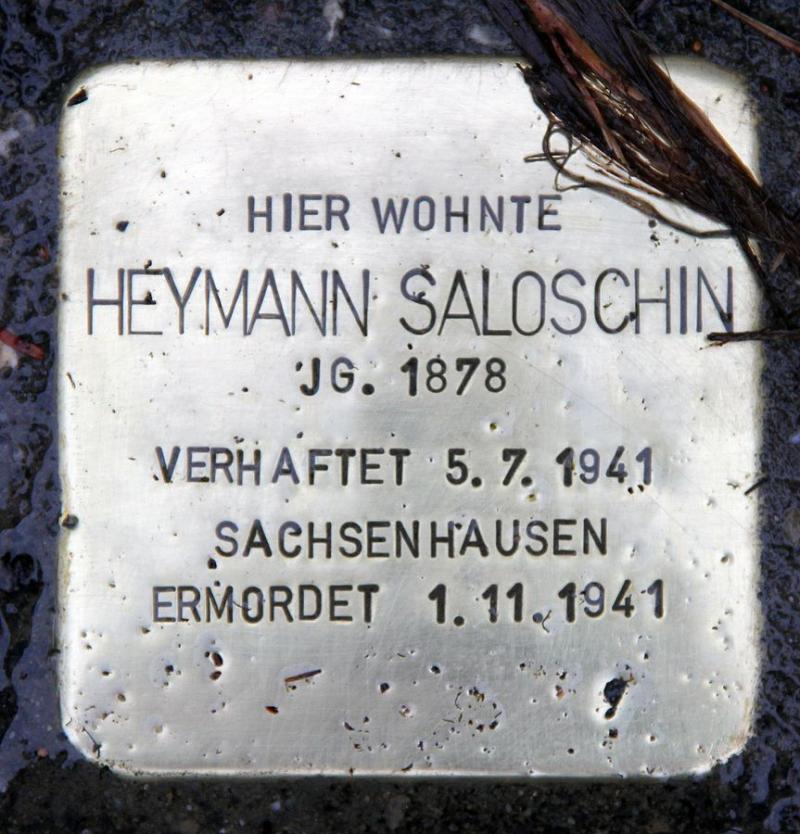 HIER WOHNTE
HEYMANN SALOSCHIN
JG. 1878
VERHAFTET 5.7.1941
SACHSENHAUSEN
ERMORDET 1.11.1941